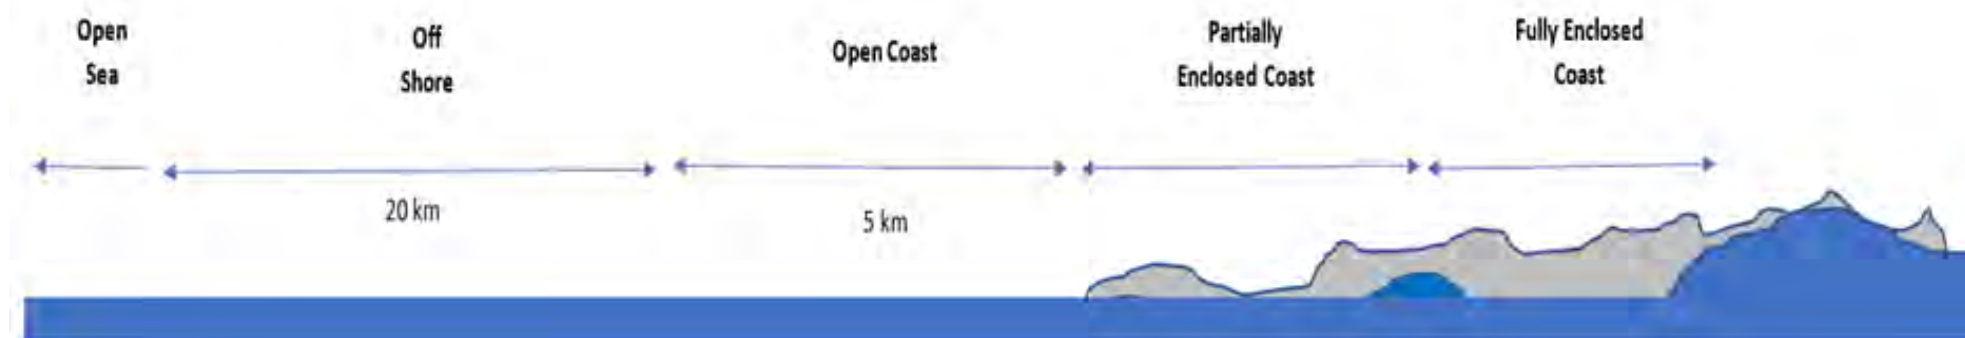 Open
Sea
Off
Shore
Open Coast
Partially
Enclosed Coast
Fully Enclosed
Coast
20 km
5 km